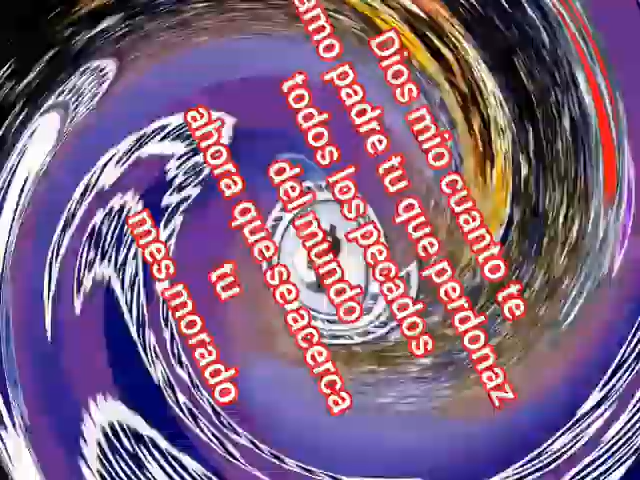 Dios mio cuanto te
amo padre tu que perdonaz
todos los pecados
del mundo
ahora que se acerca
tu
mes morado